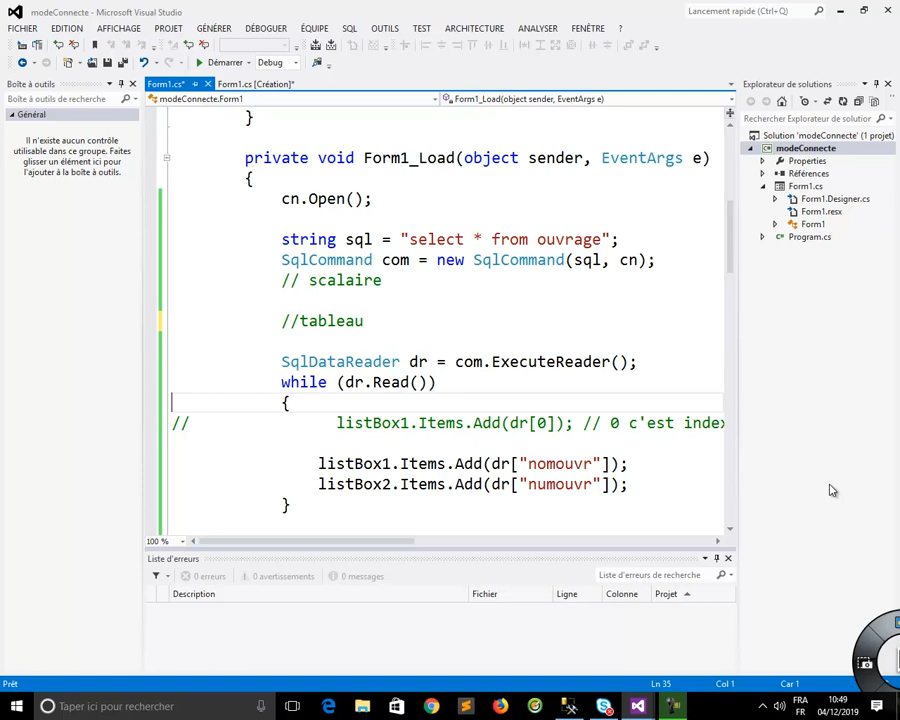 modeConnecte - Microsoft Visual Studio
Lancement rapide (Ctrl+Q)
FICHIER EDITION AFFICHAGE PROJET GÉNÉRER DÉBOGUER ÉQUIPE SQL OUTILS TEST ARCHITECTURE ANALYSER FENÊTRE ?
Démarrer Debug
Boîte à outils
Form1.cs* Form1.cs [Création]*
Explorateur de solutions
Boîte à outils de recherche
modeConnecte.Form1
Form1_Load(object sender, EventArgs e)
Général
Il n'existe aucun contrôle
utilisable dans ce groupe. Faites
glisser un élément ici pour
l'ajouter à la boîte à outils.
}
private void Form1_Load(object sender, EventArgs e)
{
cn.Open();
string sql = "select * from ouvrage";
SqlCommand com = new SqlCommand(sql, cn);
// scalaire
//tableau
SqlDataReader dr = com.ExecuteReader();
while (dr.Read())
{
// listBox1.Items.Add(dr[0]); // 0 c'est index
listBox1.Items.Add(dr["nomouvr"]);
listBox2.Items.Add(dr["numouvr"]);
}
100 %
Rechercher Explorateur de solutions
Solution 'modeConnecte' (1 projet)
modeConnecte
Properties
Références
Form1.cs
Form1.Designer.cs
Form1.resx
Form1
Program.cs
Liste d'erreurs
0 erreurs 0 avertissements 0 messages
Liste d'erreurs de recherche
Description Fichier Ligne Colonne Projet
Prêt Ln 35 Col 1 Car 1
Taper ici pour rechercher
FRA
FR
10:49
04/12/2019